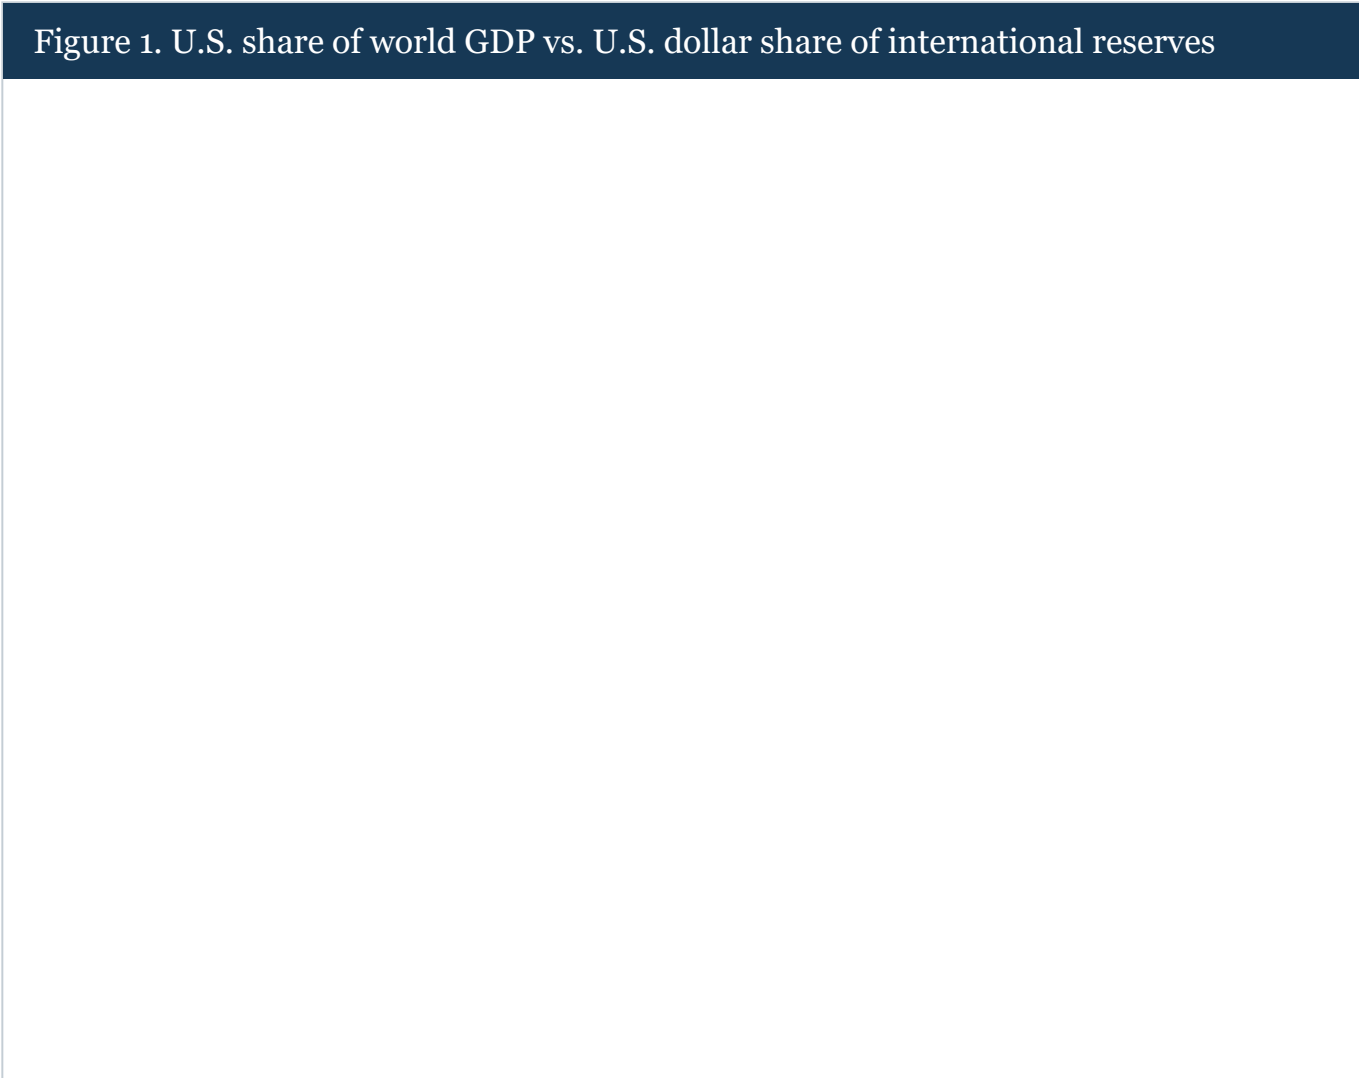 Figure 1. U.S. share of world GDP vs. U.S. dollar share of international reserves